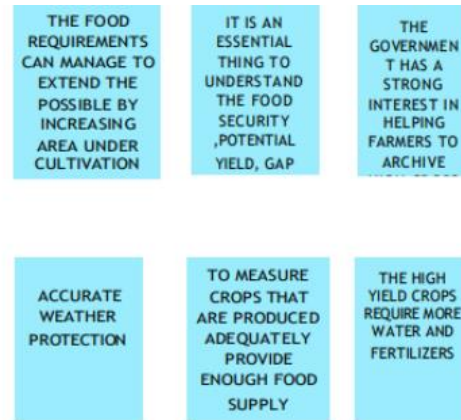 THE FOOD
REQUIREMENTS
CAN MANAGE TO
EXTEND THE
POSSIBLE BY
INCREASING
AREA UNDER
CULTIVATION
IT IS AN
ESSENTIAL
THING TO
UNDERSTAND
THE FOOD
SECURITY
,POTENTIAL
YIELD, GAP
THE
GOVERNMEN
T HAS A
STRONG
INTEREST IN
HELPING
FARMERS TO
ARCHIVE
ACCURATE
WEATHER
PROTECTION
TO MEASURE
CROPS THAT
ARE PRODUCED
ADEQUATELY
PROVIDE
ENOUGH FOOD
SUPPLY
THE HIGH
YIELD CROPS
REQUIRE MORE
WATER AND
FERTILIZERS